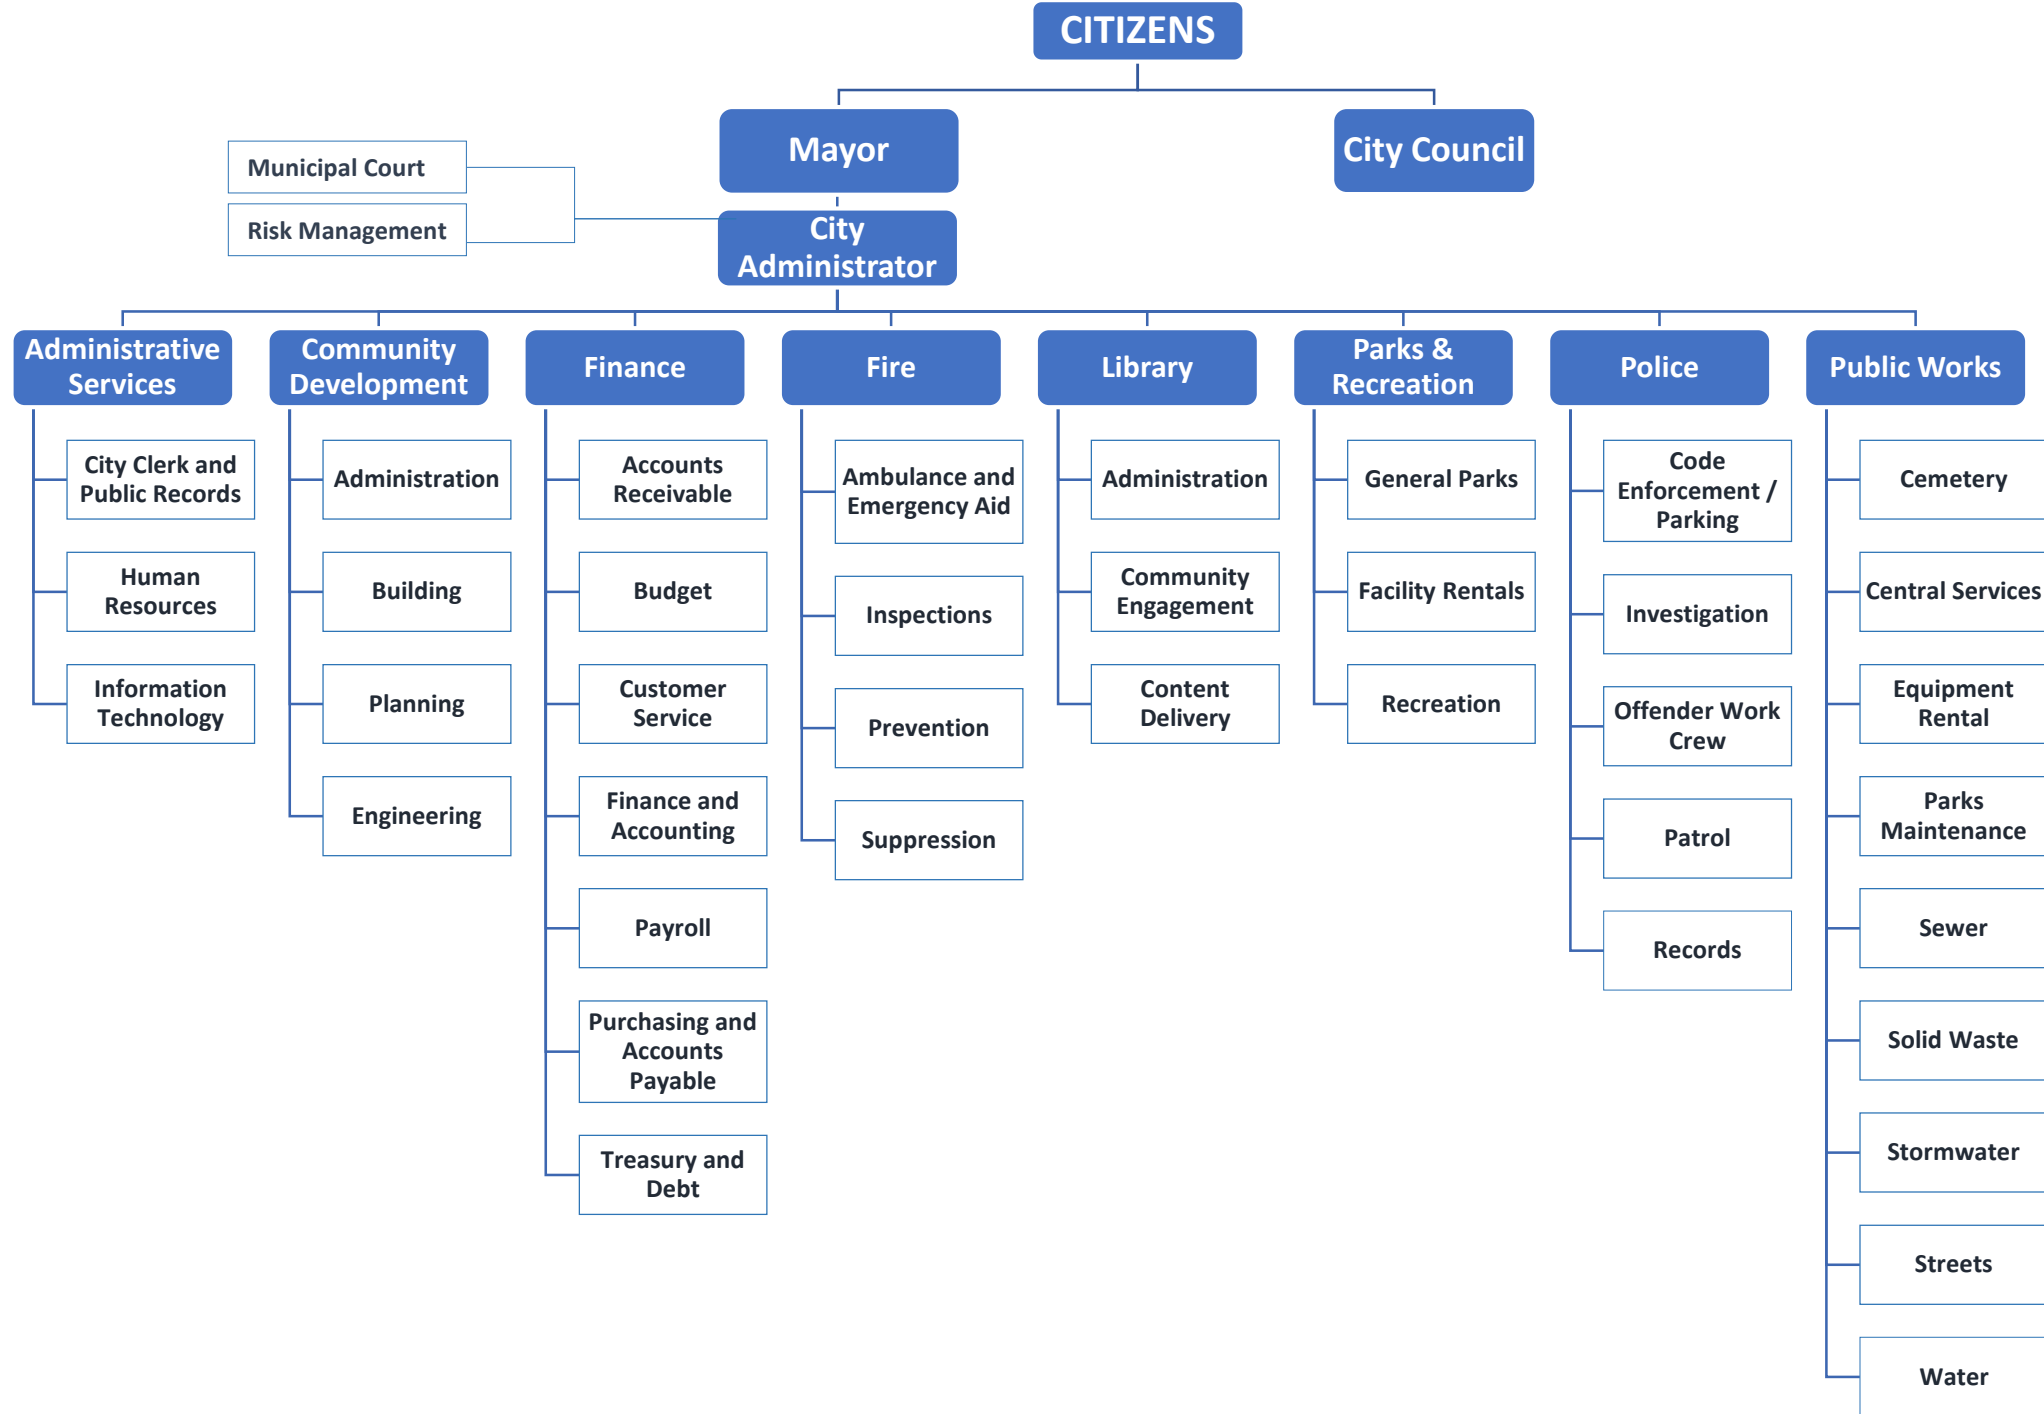 CITIZENS
Mayor
City Council
Municipal Court
Risk Management
City
Administrator
Administrative
Services
Community
Development
Finance
Fire
Library
Parks &
Recreation
Police
Public Works
City Clerk and
Public Records
Human
Resources
Information
Technology
Administration
Building
Planning
Engineering
Accounts
Receivable
Budget
Customer
Service
Finance and
Accounting
Payroll
Purchasing and
Accounts
Payable
Treasury and
Debt
Ambulance and
Emergency Aid
Inspections
Prevention
Suppression
Administration
Community
Engagement
Content
Delivery
General Parks
Facility Rentals
Recreation
Code
Enforcement /
Parking
Investigation
Offender Work
Crew
Patrol
Records
Cemetery
Central Services
Equipment
Rental
Parks
Maintenance
Sewer
Solid Waste
Stormwater
Streets
Water